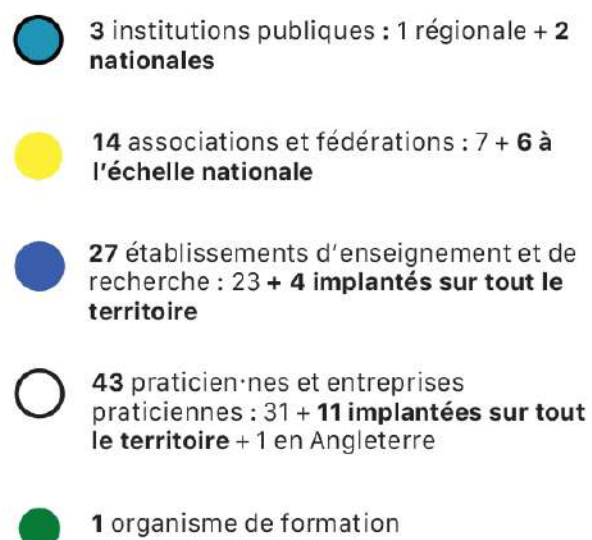 3 institutions publiques : 1 régionale + 2
nationales
14 associations et fédérations : 7 + 6 à
l'échelle nationale
27 établissements d'enseignement et de
recherche : 23 + 4 implantés sur tout le
territoire
43 praticien·nes et entreprises
praticiennes : 31 + 11 implantées sur tout
le territoire + 1 en Angleterre
1 organisme de formation